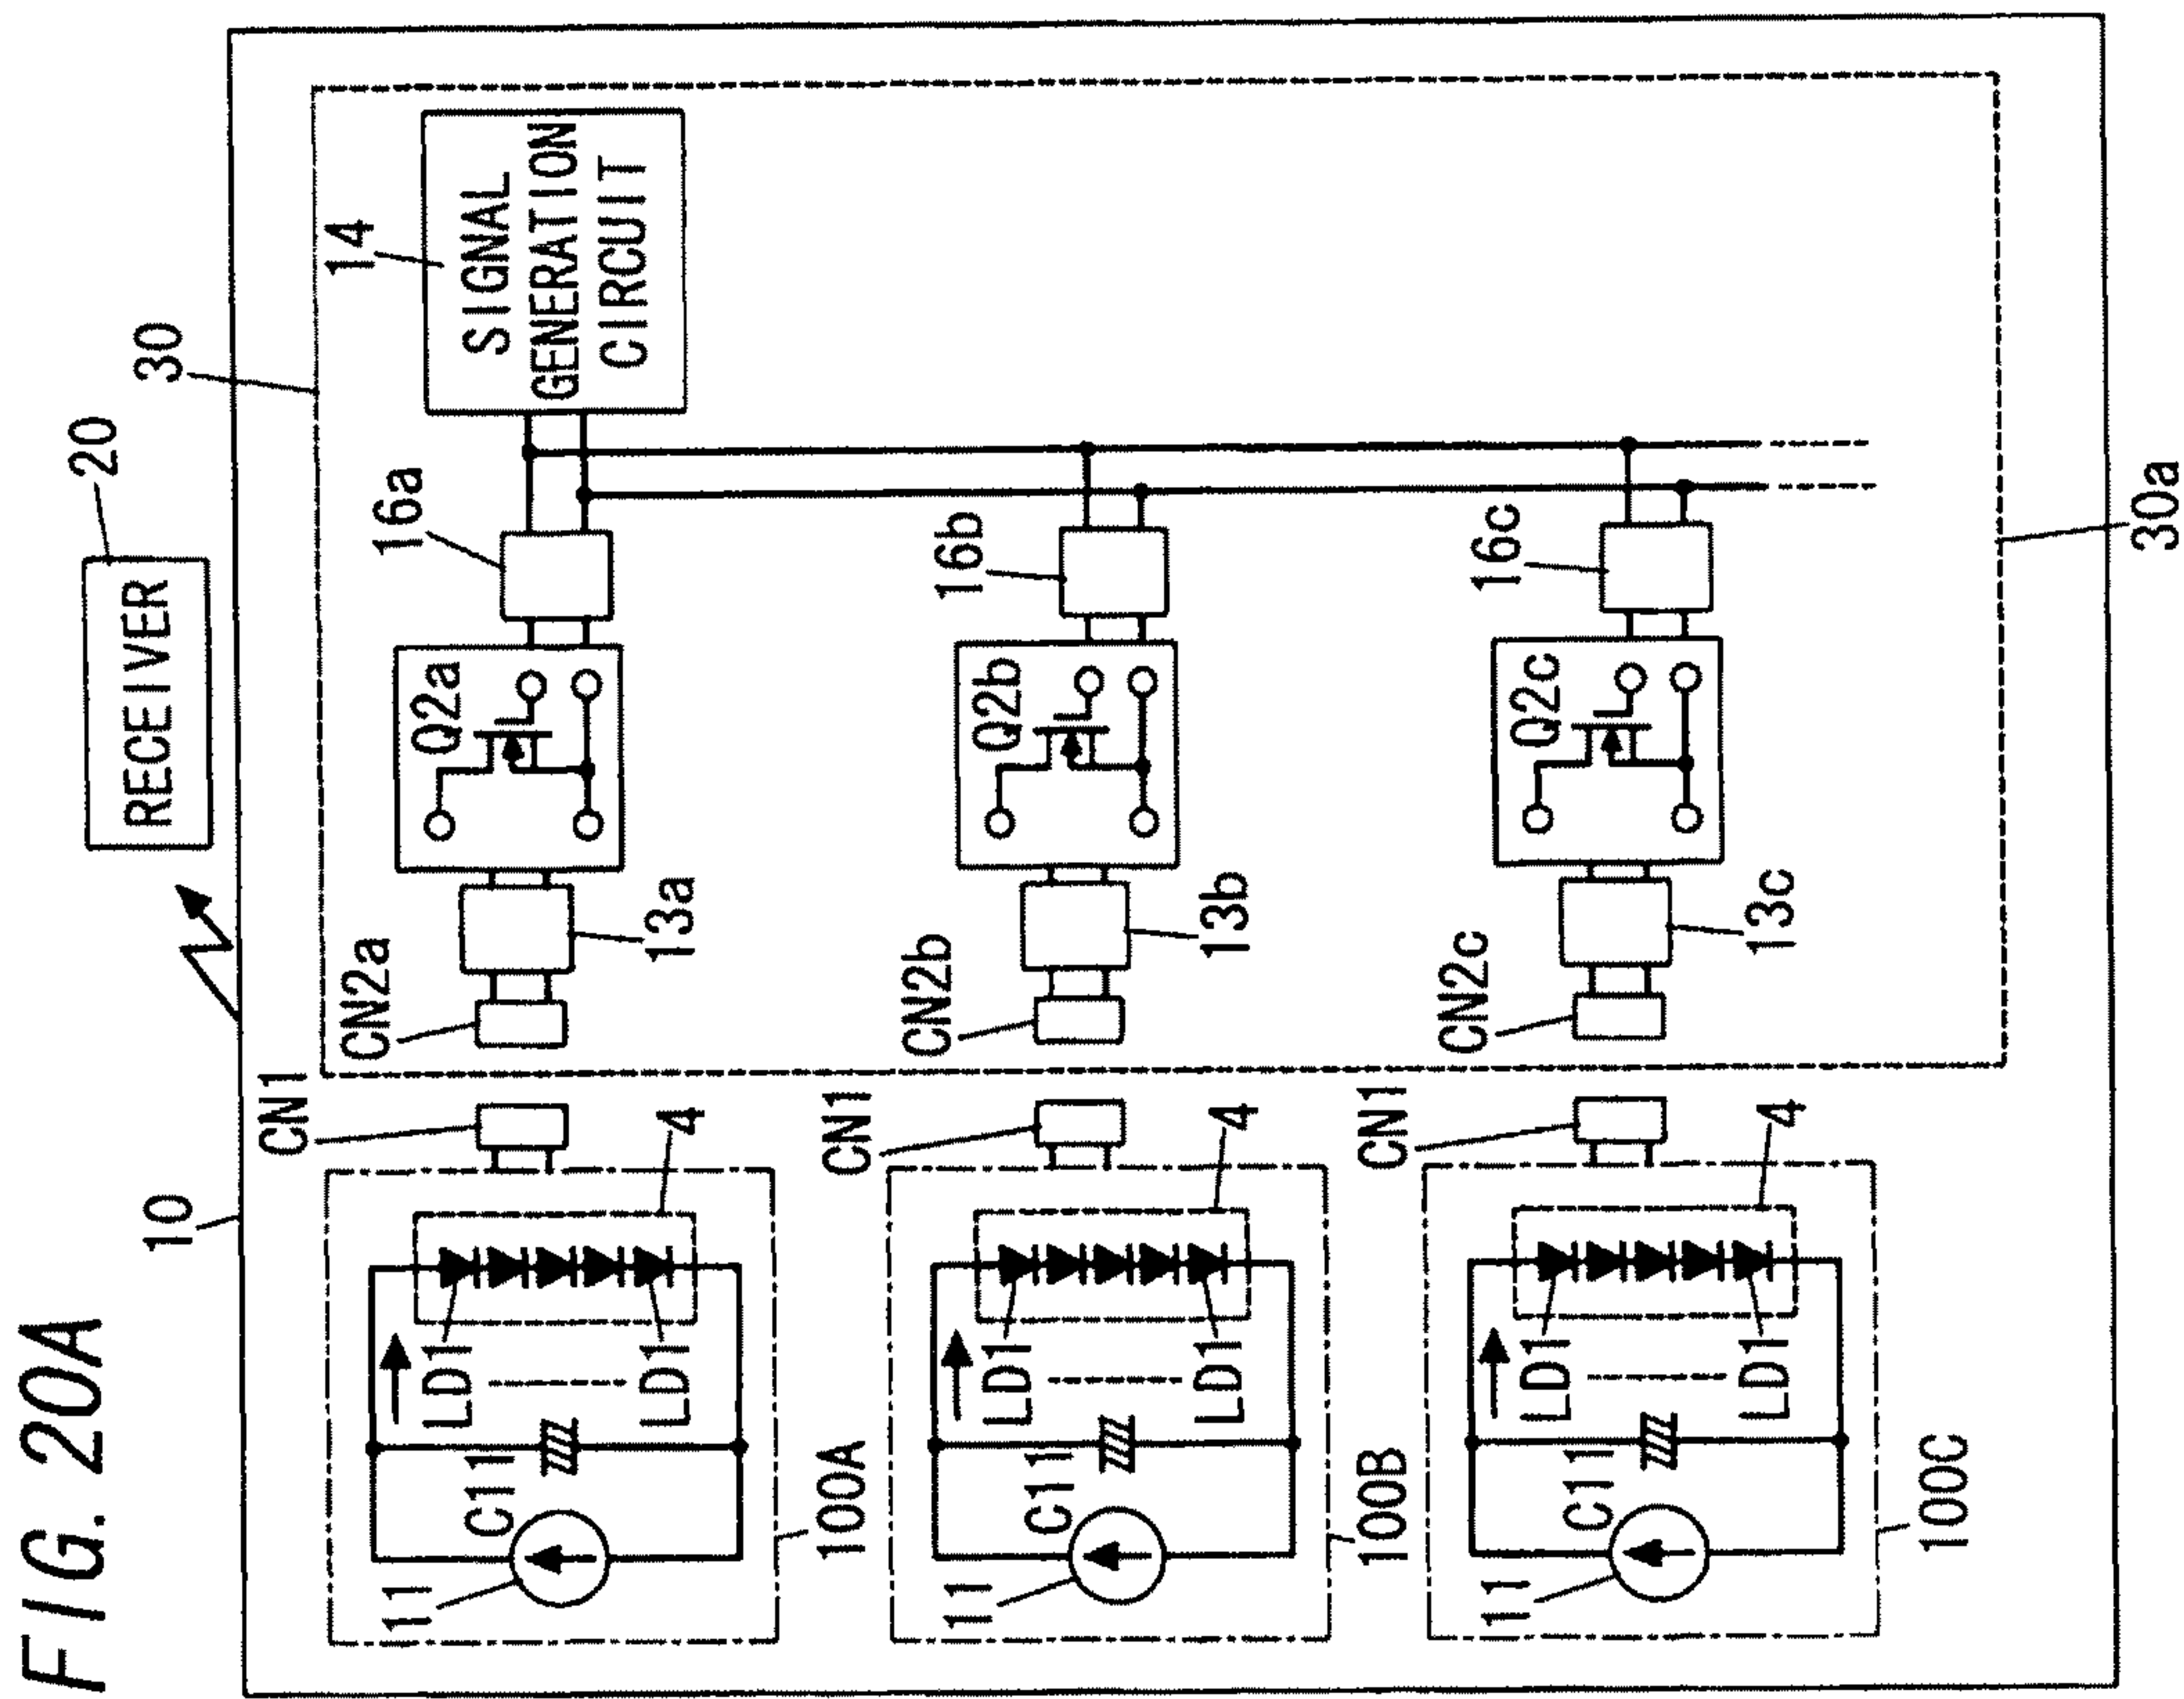 FIG. 20A
10
30
20
RECEIVER
14
SIGNAL
GENERATION
CIRCUIT
16a
Q2a
13a
CN2a
CN1
4
LD1
LD1
C11
11
100A
16b
Q2b
13b
CN2b
CN1
4
LD1
LD1
C11
11
100B
16c
Q2c
13c
CN2c
CN1
4
LD1
LD1
C11
11
100C
30a